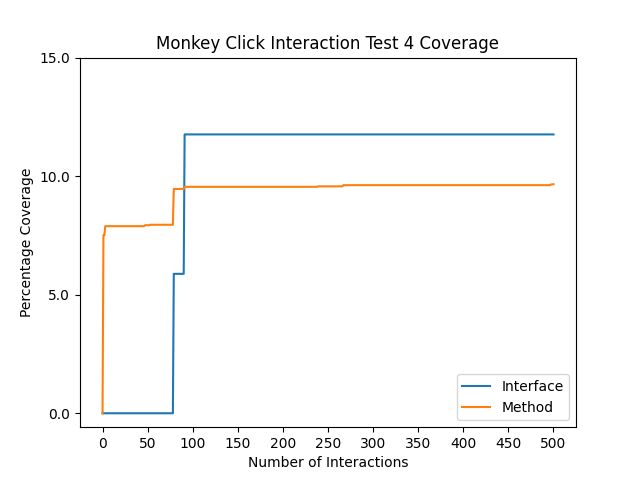 Monkey Click Interaction Test 4 Coverage
15.0
10.0
5.0
0.0
Percentage Coverage
Interface
Method
0 50 100 150 200 250 300 350 400 450 500
Number of Interactions